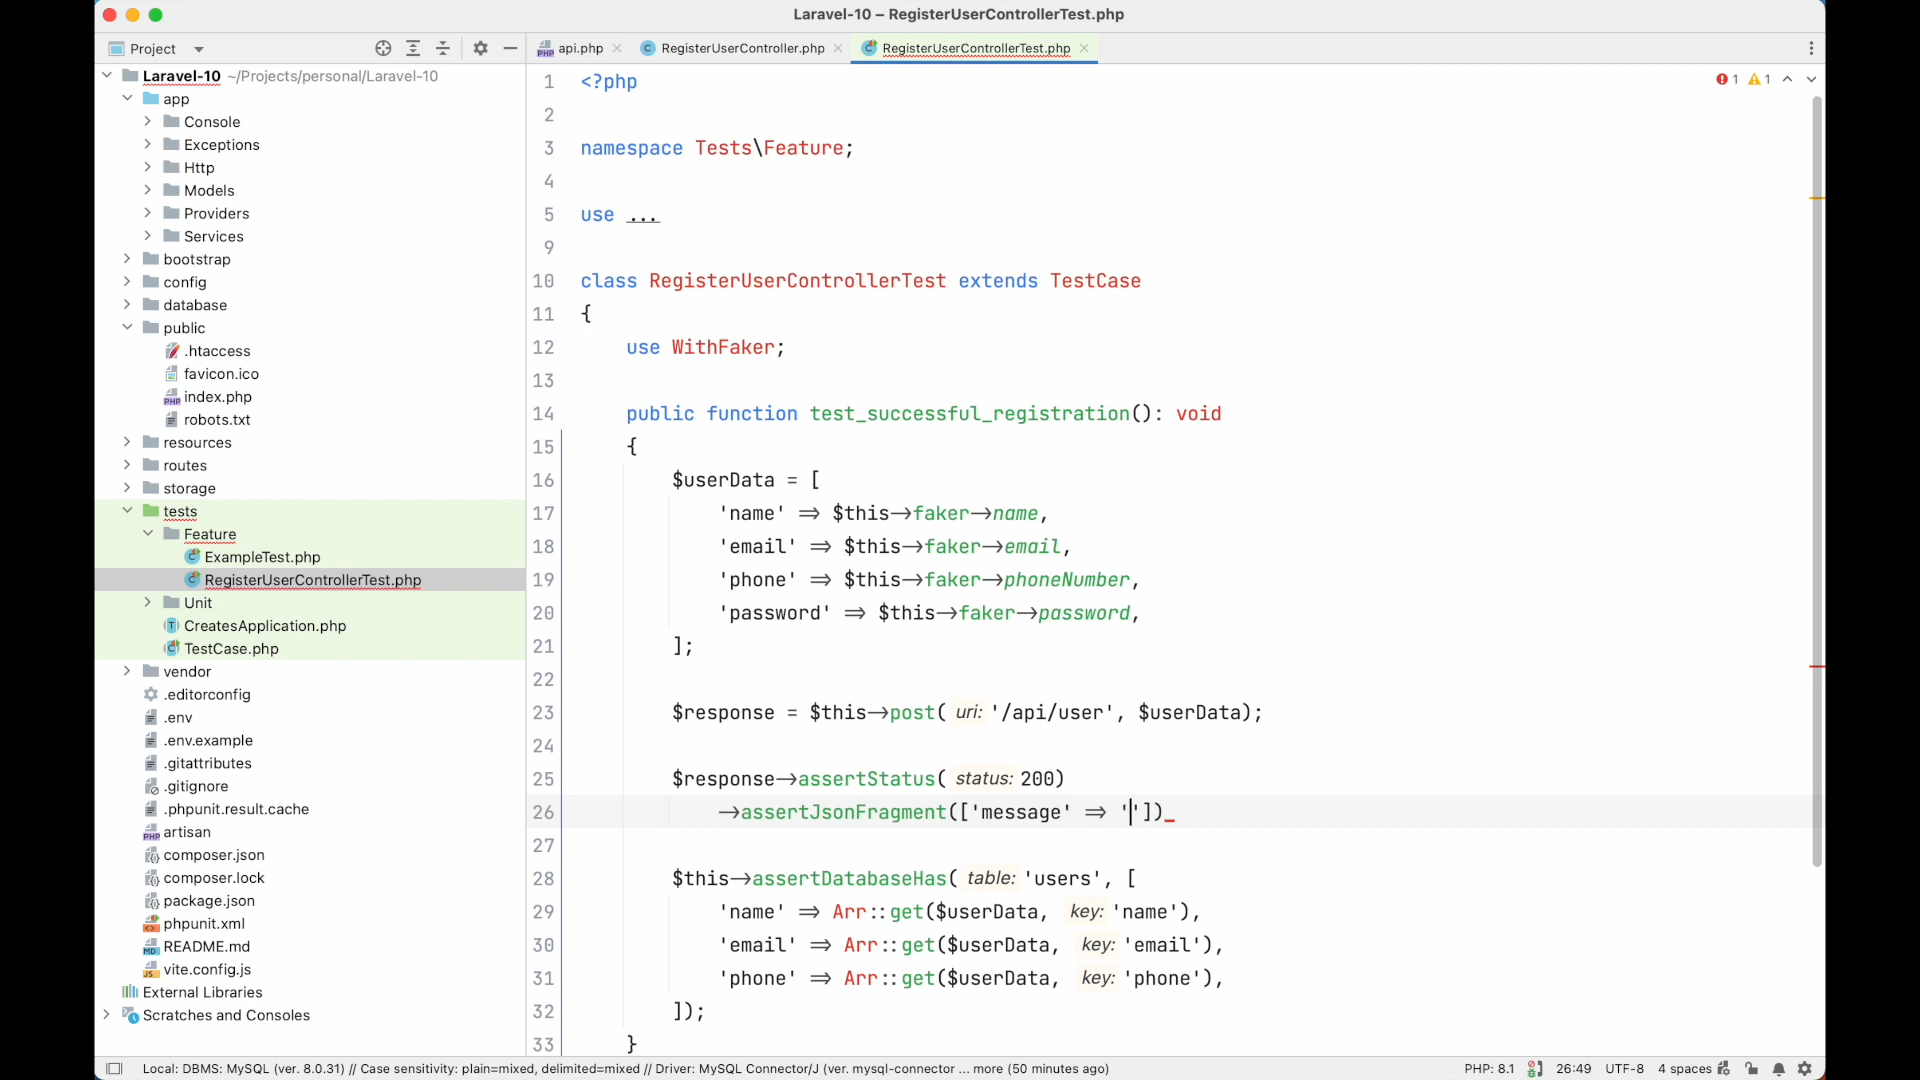 Laravel-10 – RegisterUserControllerTest.php
Project
api.php
RegisterUserController.php
RegisterUserControllerTest.php
Laravel-10 ~/Projects/personal/Laravel-10
app
Console
Exceptions
Http
Models
Providers
Services
bootstrap
config
database
public
.htaccess
favicon.ico
index.php
robots.txt
resources
routes
storage
tests
Feature
ExampleTest.php
RegisterUserControllerTest.php
Unit
CreatesApplication.php
TestCase.php
vendor
.editorconfig
.env
.env.example
.gitattributes
.gitignore
.phpunit.result.cache
artisan
composer.json
composer.lock
package.json
phpunit.xml
README.md
vite.config.js
External Libraries
Scratches and Consoles
1 1
1 <?php
2
3 namespace Tests\Feature;
4
5 use ...
9
10 class RegisterUserControllerTest extends TestCase
11 {
12 use WithFaker;
13
14 public function test_successful_registration(): void
15 {
16 $userData = [
17 'name' => $this->faker->name,
18 'email' => $this->faker->email,
19 'phone' => $this->faker->phoneNumber,
20 'password' => $this->faker->password,
21 ];
22
23 $response = $this->post( uri: '/api/user', $userData);
24
25 $response->assertStatus( status: 200)
26 ->assertJsonFragment(['message' => ''])
27
28 $this->assertDatabaseHas( table: 'users', [
29 'name' => Arr::get($userData, key: 'name'),
30 'email' => Arr::get($userData, key: 'email'),
31 'phone' => Arr::get($userData, key: 'phone'),
32 ]);
33 }
Local: DBMS: MySQL (ver. 8.0.31) // Case sensitivity: plain=mixed, delimited=mixed // Driver: MySQL Connector/J (ver. mysql-connector ... more (50 minutes ago)
PHP: 8.1 26:49 UTF-8 4 spaces